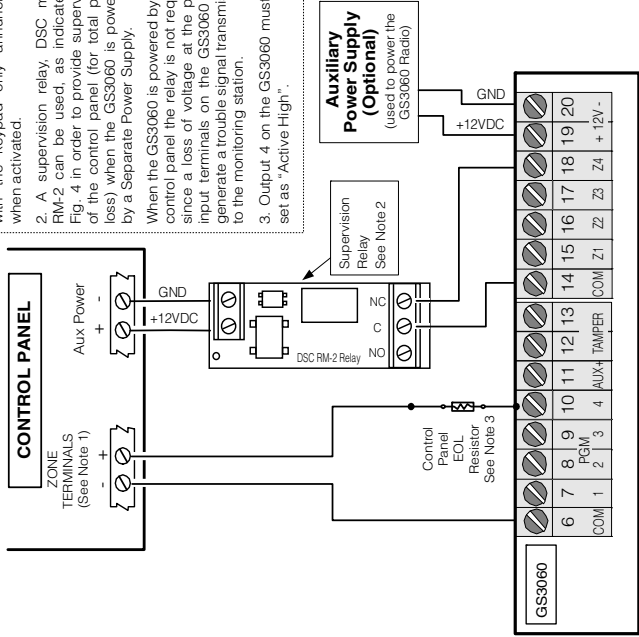 with the keypad only annunc
when activated.
2. A supervision relay, DSC m
RM-2 can be used, as indicate
Fig. 4 in order to provide superv
of the control panel (for total p
loss) when the GS3060 is powe
by a Separate Power Supply.
When the GS3060 is powered by
control panel the relay is not req
since a loss of voltage at the p
input terminals on the GS3060
generate a trouble signal transmi
to the monitoring station.
3. Output 4 on the GS3060 must
set as "Active High".
CONTROL PANEL
ZONE
TERMINALS
(See Note 1)
- +
Aux Power
+ -
+12VDC
GND
DSC RM-2 Relay
NO C NC
Supervision
Relay
See Note 2
Auxiliary
Power Supply
(Optional)
(used to power the
GS3060 Radio)
+12VDC
GND
Control
Panel
EOL
Resistor
See Note 3
GS3060
6 7 8 9 10 11 12 13 14 15 16 17 18 19 20
PGM
COM 1 2 3 4 AUX+ TAMPER COM Z1 Z2 Z3 Z4 + 12V -